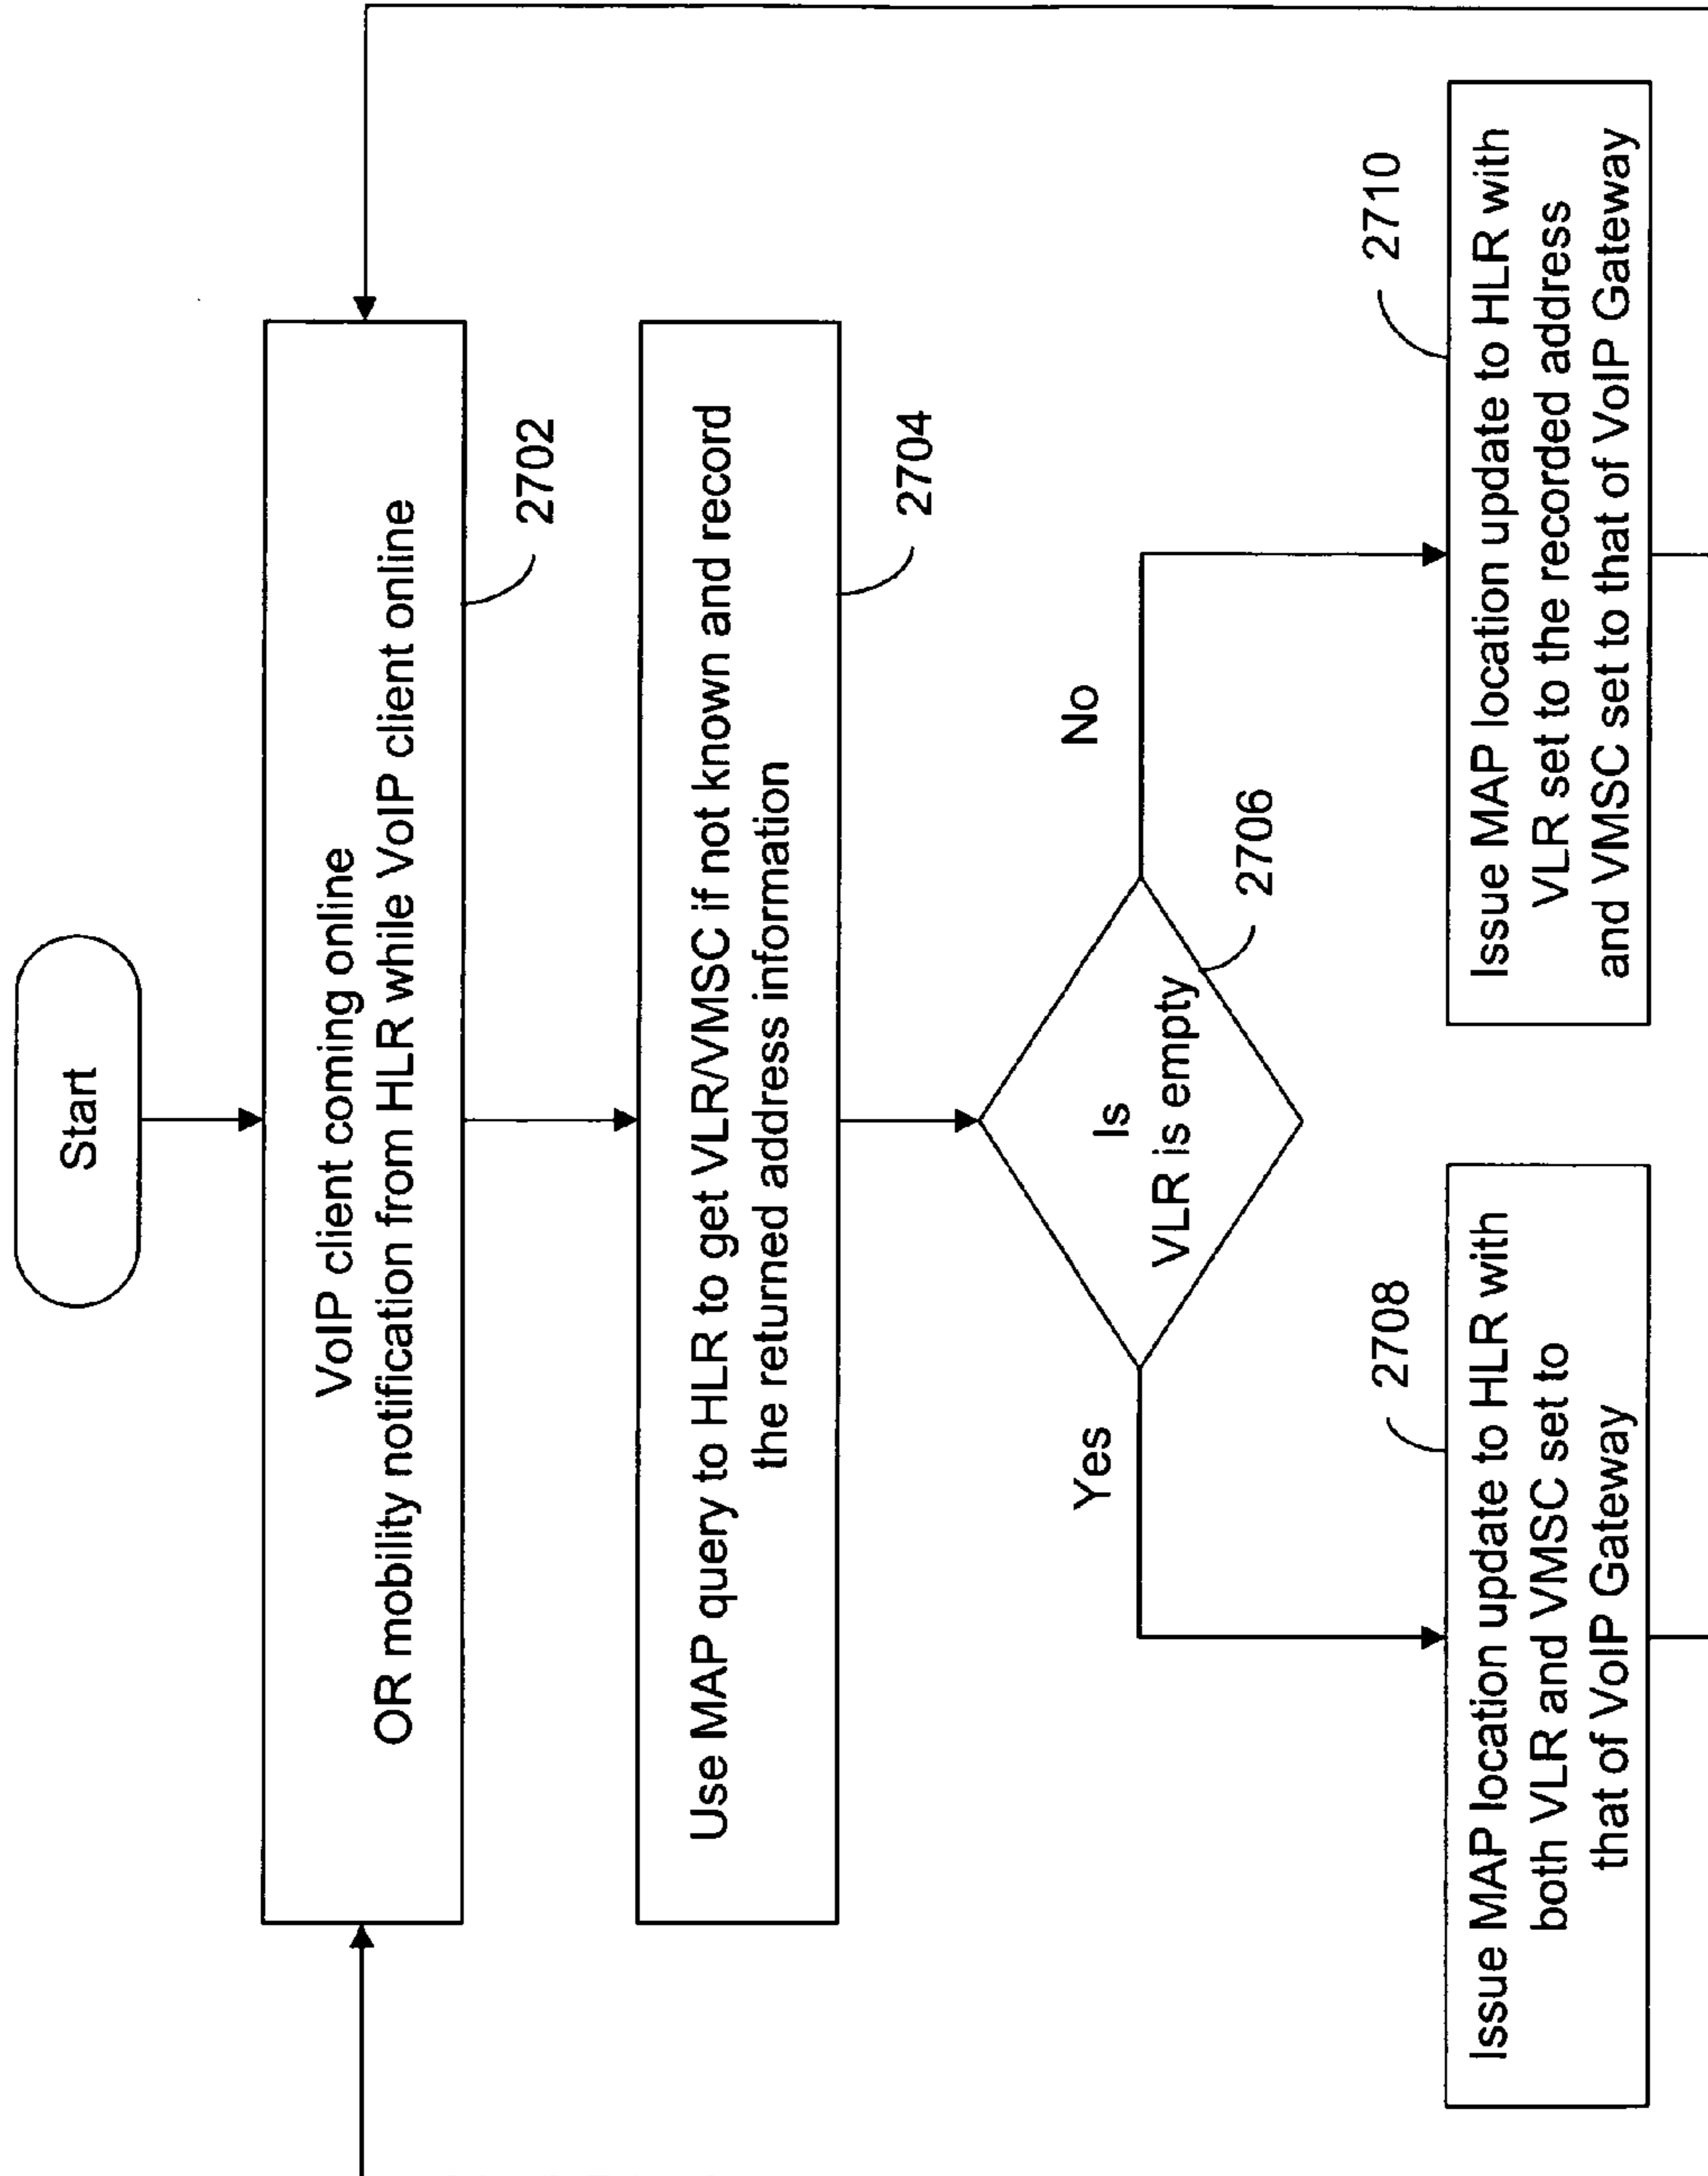 Start
VoIP client coming online
OR mobility notification from HLR while VoIP client online
2702
Use MAP query to HLR to get VLR/VMSC if not known and record
the returned address information
2704
Is
VLR is empty
2706
Yes
No
2708
Issue MAP location update to HLR with
both VLR and VMSC set to
that of VoIP Gateway
2710
Issue MAP location update to HLR with
VLR set to the recorded address
and VMSC set to that of VoIP Gateway